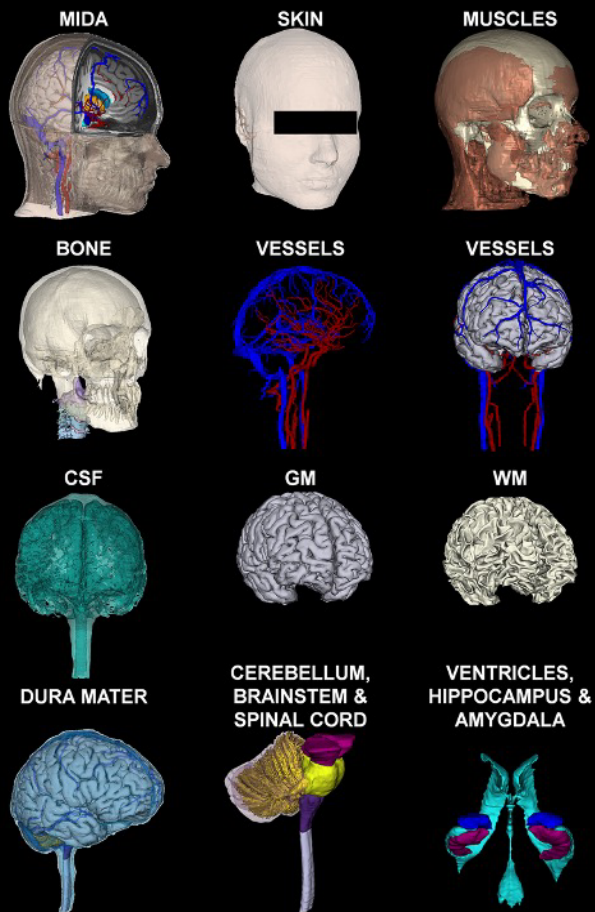 MIDA
SKIN
MUSCLES
BONE
VESSELS
VESSELS
CSF
GM
WM
DURA MATER
CEREBELLUM,
BRAINSTEM &
SPINAL CORD
VENTRICLES,
HIPPOCAMPUS &
AMYGDALA